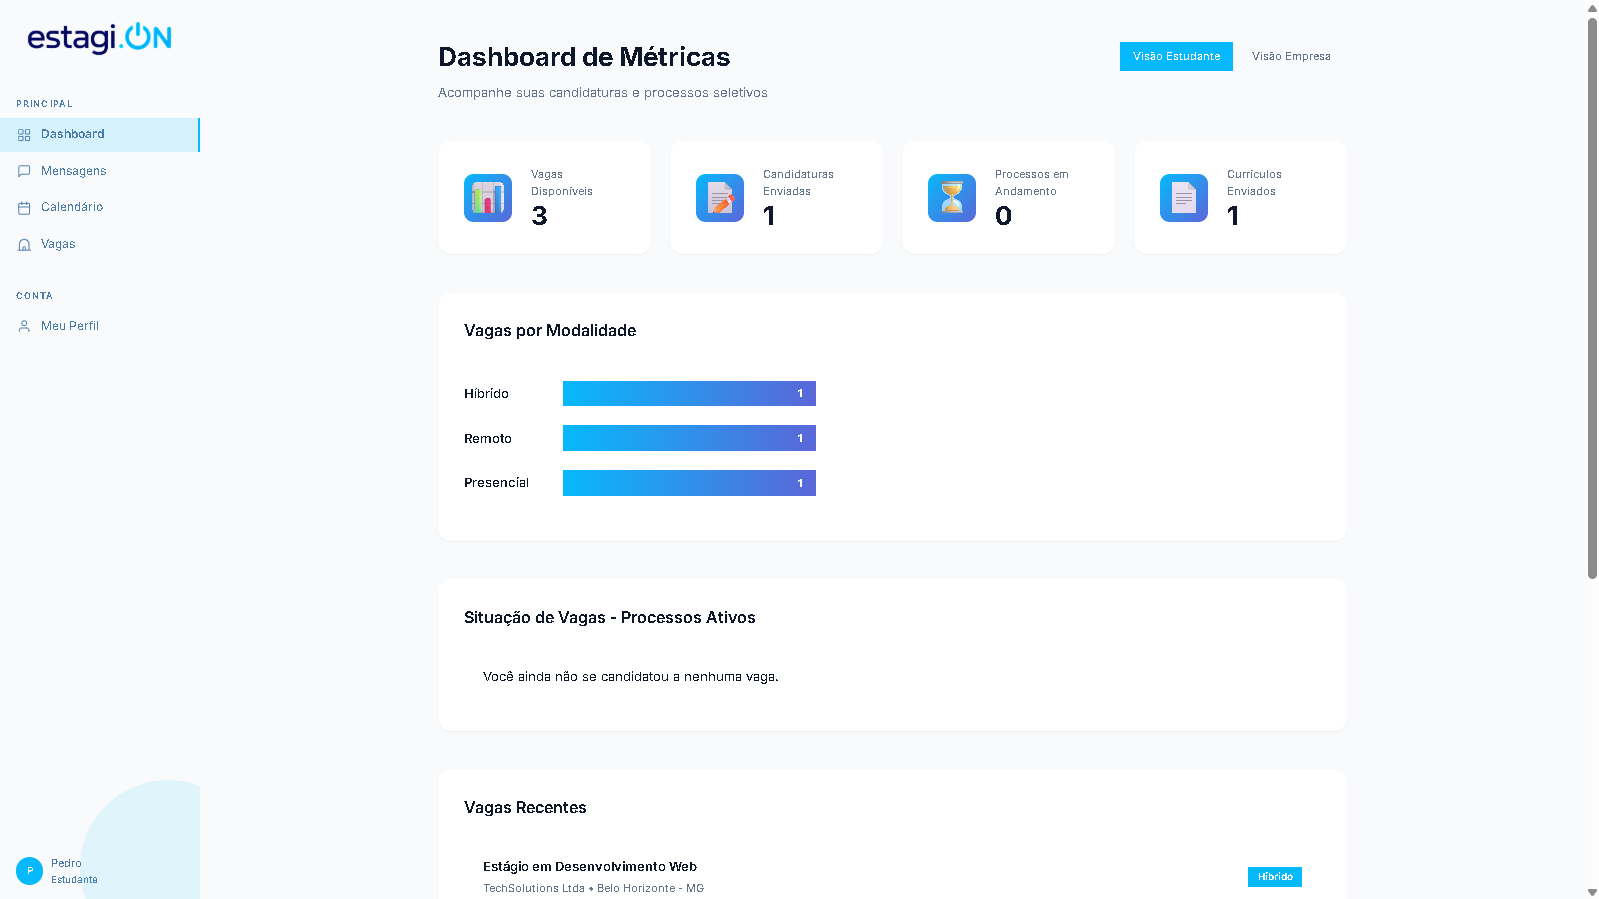 estagi.ON
PRINCIPAL
Dashboard
Mensagens
Calendário
Vagas
CONTA
Meu Perfil
P
Pedro
Estudante
Dashboard de Métricas
Acompanhe suas candidaturas e processos seletivos
Visão Estudante
Visão Empresa
Vagas
Disponíveis
3
Candidaturas
Enviadas
1
Processos em
Andamento
0
Currículos
Enviados
1
Vagas por Modalidade
Híbrido 1
Remoto 1
Presencial 1
Situação de Vagas - Processos Ativos
Você ainda não se candidatou a nenhuma vaga.
Vagas Recentes
Estágio em Desenvolvimento Web
TechSolutions Ltda • Belo Horizonte - MG
Híbrido